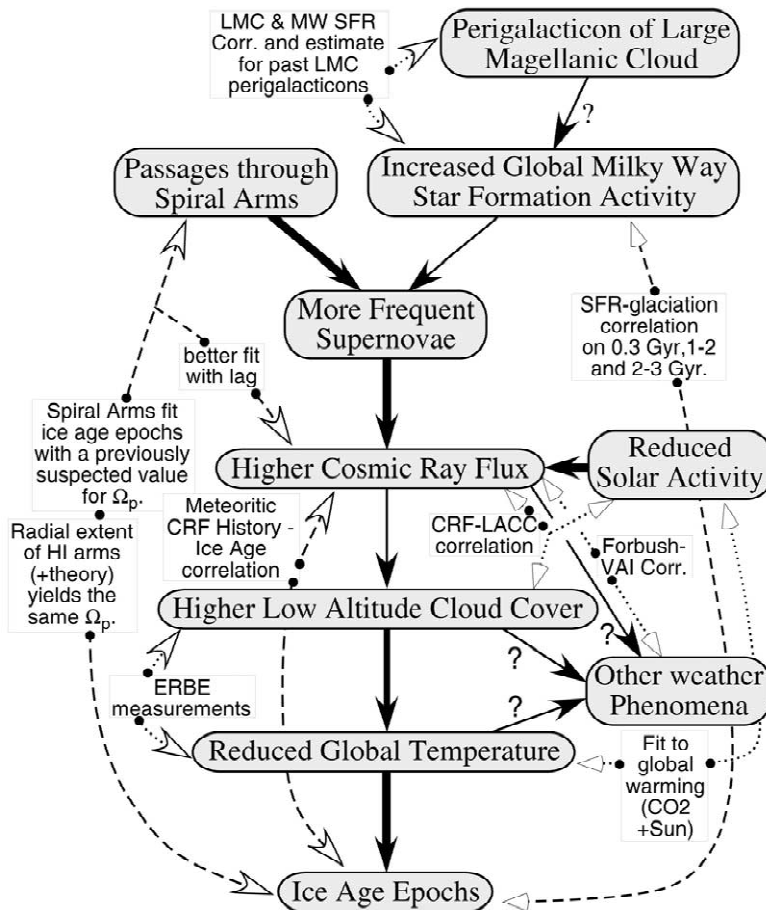 LMC & MW SFR
Corr. and estimate
for past LMC
perigalacticons
Perigalacticon of Large
Magellanic Cloud
?
Passages through
Spiral Arms
Increased Global Milky Way
Star Formation Activity
More Frequent
Supernovae
SFR-glaciation
correlation
on 0.3 Gyr,1-2
and 2-3 Gyr.
better fit
with lag
Spiral Arms fit
ice age epochs
with a previously
suspected value
for Ωp.
Higher Cosmic Ray Flux
Reduced
Solar Activity
Radial extent
of HI arms
(+theory)
yields the
same Ωp.
Meteoritic
CRF History -
Ice Age
correlation
CRF-LACC
correlation
Forbush-
VAI Corr.
Higher Low Altitude Cloud Cover
?
?
?
Other weather
Phenomena
ERBE
measurements
Reduced Global Temperature
Fit to
global
warming
(CO2
+Sun)
Ice Age Epochs